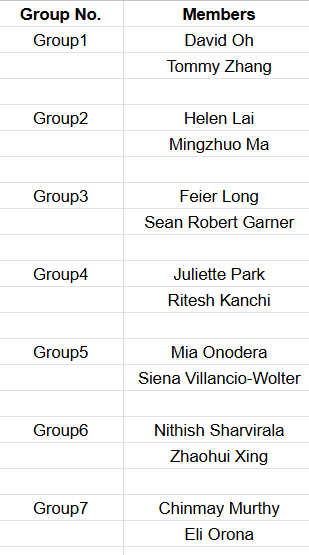 Group No. Members
Group1 David Oh
Tommy Zhang
Group2 Helen Lai
Mingzhuo Ma
Group3 Feier Long
Sean Robert Garner
Group4 Juliette Park
Ritesh Kanchi
Group5 Mia Onodera
Siena Villancio-Wolter
Group6 Nithish Sharvirala
Zhaohui Xing
Group7 Chinmay Murthy
Eli Orona